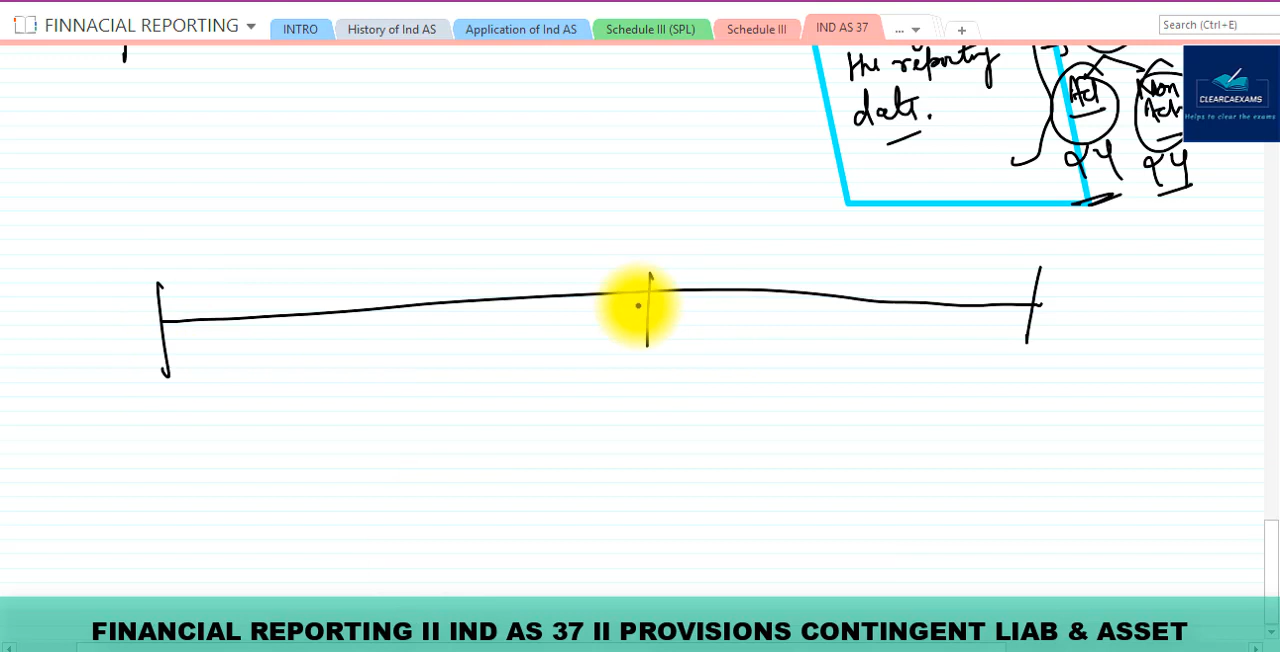 FINNACIAL REPORTING
INTRO
History of Ind AS
Application of Ind AS
Schedule III (SPL)
Schedule III
IND AS 37
...
+
Search (Ctrl+E)
the reporting
date.
Act
Non
Act
CLEARCAEXAMS
Helps to clear the exams
FINANCIAL REPORTING II IND AS 37 II PROVISIONS CONTINGENT LIAB & ASSET